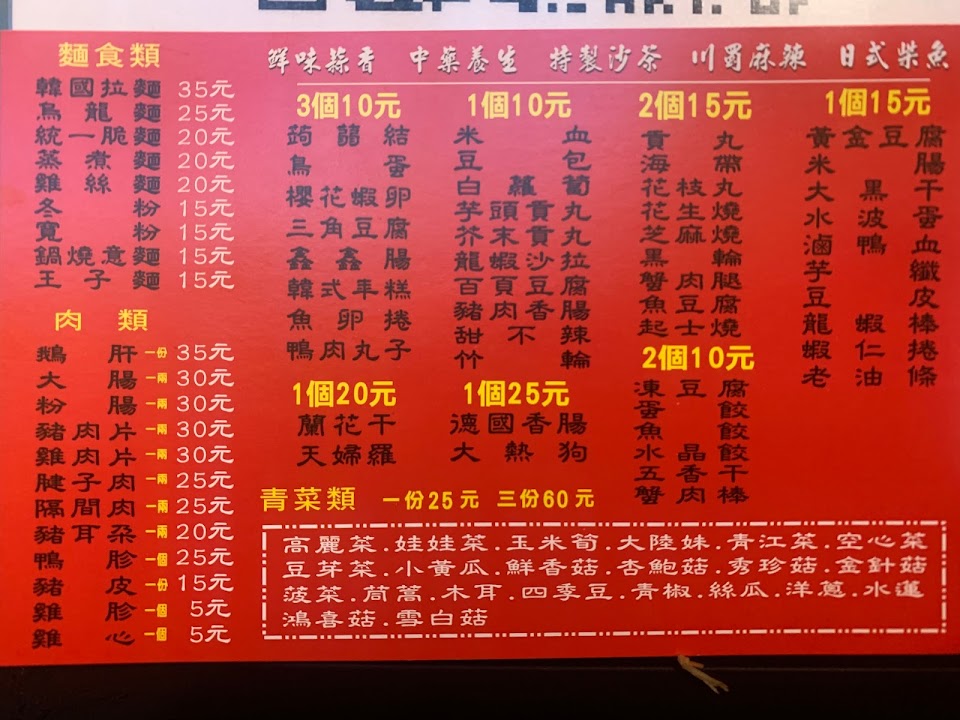 鮮味蒜香 中藥養生 特製沙茶 川蜀麻辣 日式柴魚
麵食類
韓國拉麵 35元
烏龍麵 25元
統一脆麵 20元
蒸煮麵 20元
雞絲麵 20元
冬粉 15元
寬粉 15元
鍋燒意麵 15元
王子麵 15元
肉類
鵝肝 一份 35元
大腸 一兩 30元
粉腸 一兩 30元
豬肉片 一兩 30元
雞肉片 一兩 30元
腱子肉 一兩 25元
隔間肉 一兩 25元
豬耳朵 一兩 20元
鴨胗 一個 25元
豬皮 一份 15元
雞胗 一個 5元
雞心 一個 5元
3個10元
蒟蒻結
鳥蛋
櫻花蝦卵
三角豆腐
鑫鑫腸
韓式年糕
魚卵捲
鴨肉丸子
1個20元
蘭花干
天婦羅
1個10元
米血
豆包
白蘿蔔
芋頭貢丸
芥末貢丸
龍蝦沙拉
百頁豆腐
豬肉香腸
甜不辣
竹輪
1個25元
德國香腸
大熱狗
2個15元
貢丸
海帶
花枝丸
花生燒
芝麻燒
黑輪
蟹肉腿
魚豆腐
起士燒
2個10元
凍豆腐
蛋餃
魚餃
水晶餃
五香干
蟹肉棒
1個15元
黃金豆腐
米腸
大黑干
水波蛋
滷鴨血
芋纖
豆皮
龍蝦棒
蝦仁捲
老油條
青菜類 一份25元 三份60元
高麗菜.娃娃菜.玉米筍.大陸妹.青江菜.空心菜
豆芽菜.小黃瓜.鮮香菇.杏鮑菇.秀珍菇.金針菇
菠菜.茼蒿.木耳.四季豆.青椒.絲瓜.洋蔥.水蓮
鴻喜菇.雪白菇